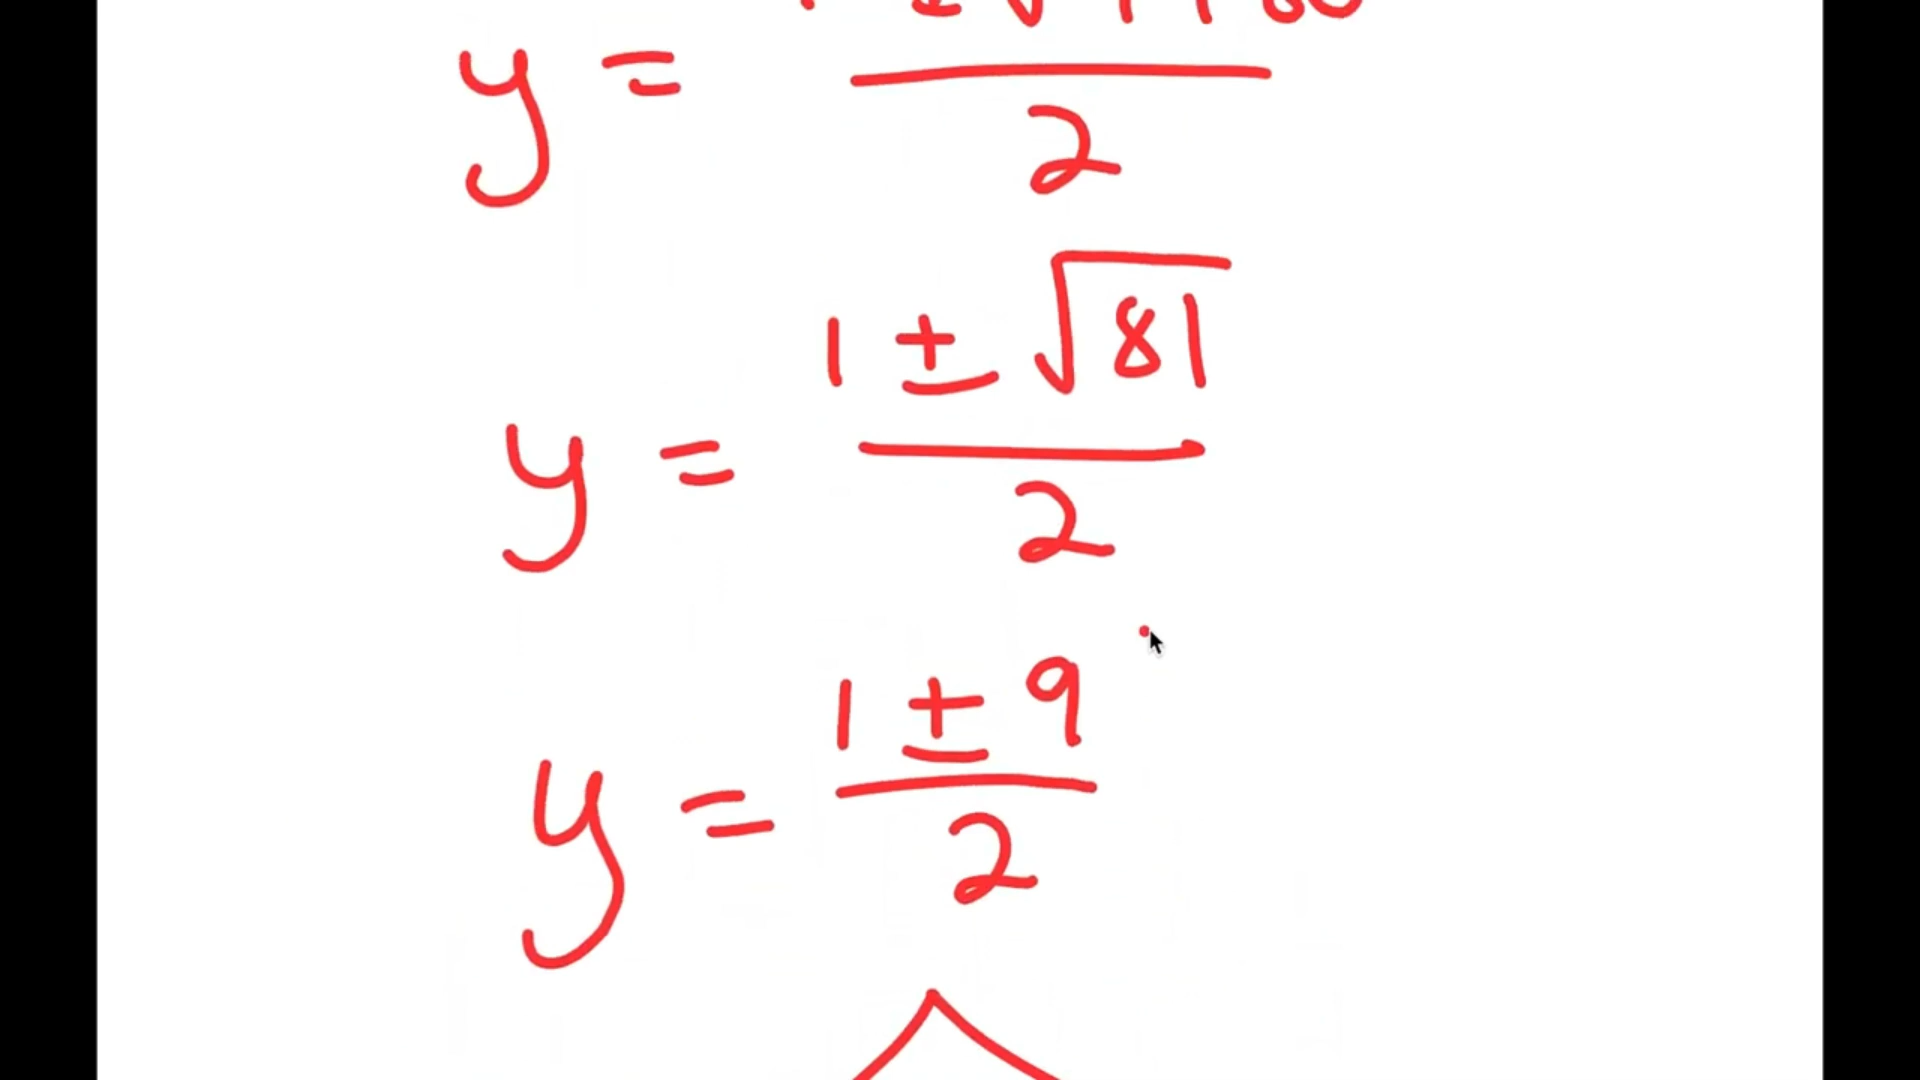 y =
2
1 ± √81
y =
2
1 ± 9
y =
2